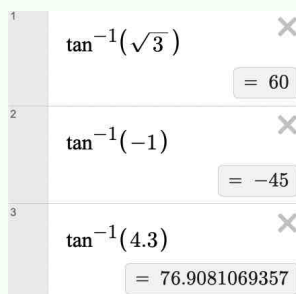 1
tan⁻¹(√3)
= 60
2
tan⁻¹(−1)
= −45
3
tan⁻¹(4.3)
= 76.9081069357